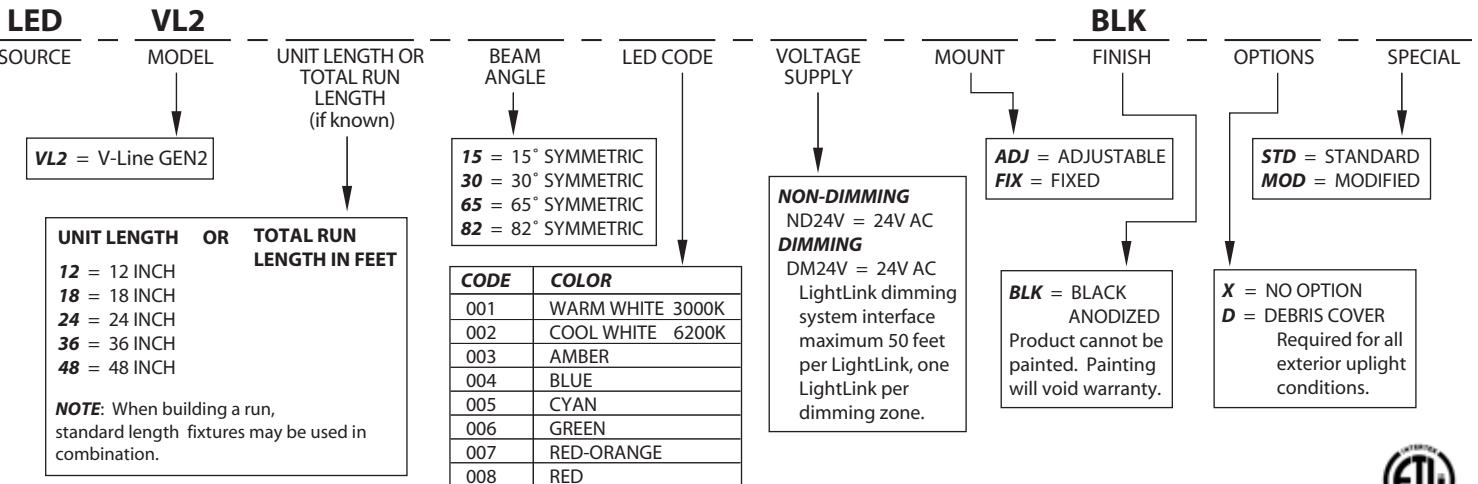 LED VL2 BLK
SOURCE MODEL UNIT LENGTH OR TOTAL RUN LENGTH (if known) BEAM ANGLE LED CODE VOLTAGE SUPPLY MOUNT FINISH OPTIONS SPECIAL
VL2 = V-Line GEN2
UNIT LENGTH OR TOTAL RUN LENGTH IN FEET
12 = 12 INCH
18 = 18 INCH
24 = 24 INCH
36 = 36 INCH
48 = 48 INCH
NOTE: When building a run,
standard length fixtures may be used in
combination.
15 = 15˚ SYMMETRIC
30 = 30˚ SYMMETRIC
65 = 65˚ SYMMETRIC
82 = 82˚ SYMMETRIC
CODE COLOR
001 WARM WHITE 3000K
002 COOL WHITE 6200K
003 AMBER
004 BLUE
005 CYAN
006 GREEN
007 RED-ORANGE
008 RED
NON-DIMMING
ND24V = 24V AC
DIMMING
DM24V = 24V AC
LightLink dimming
system interface
maximum 50 feet
per LightLink, one
LightLink per
dimming zone.
ADJ = ADJUSTABLE
FIX = FIXED
BLK = BLACK
ANODIZED
Product cannot be
painted. Painting
will void warranty.
X = NO OPTION
D = DEBRIS COVER
Required for all
exterior uplight
conditions.
STD = STANDARD
MOD = MODIFIED
INTERTEK
ETL